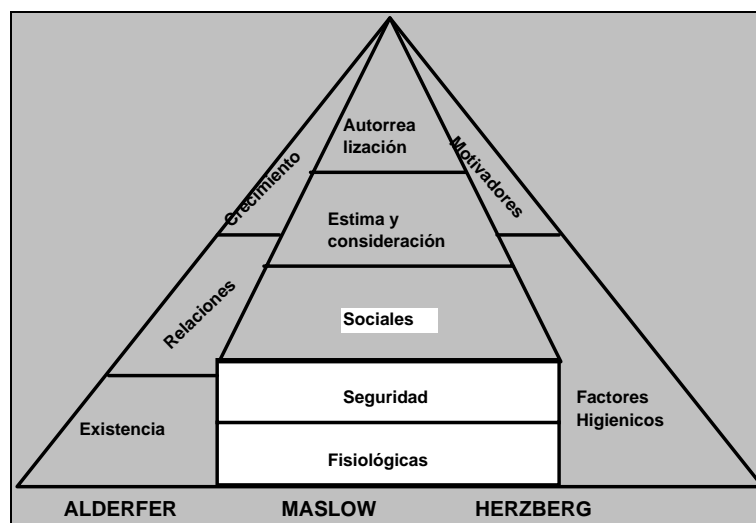 Autorrea
lización
Crecimiento
Motivadores
Estima y
consideración
Relaciones
Sociales
Seguridad
Factores
Higienicos
Existencia
Fisiológicas
ALDERFER MASLOW HERZBERG